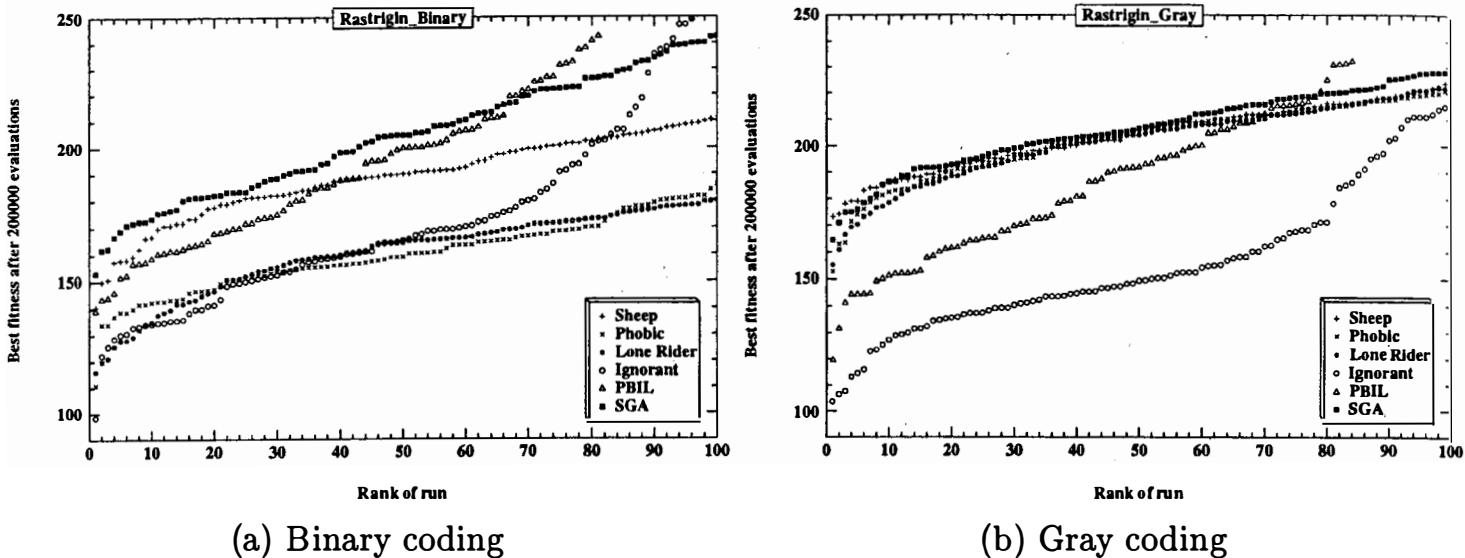 Rastrigin_Binary
250
200
150
100
0 10 20 30 40 50 60 70 80 90 100
Best fitness after 200000 evaluations
Rank of run
Sheep
Phobic
Lone Rider
Ignorant
PBIL
SGA
(a) Binary coding
Rastrigin_Gray
250
200
150
100
0 10 20 30 40 50 60 70 80 90 100
Best fitness after 200000 evaluations
Rank of run
Sheep
Phobic
Lone Rider
Ignorant
PBIL
SGA
(b) Gray coding